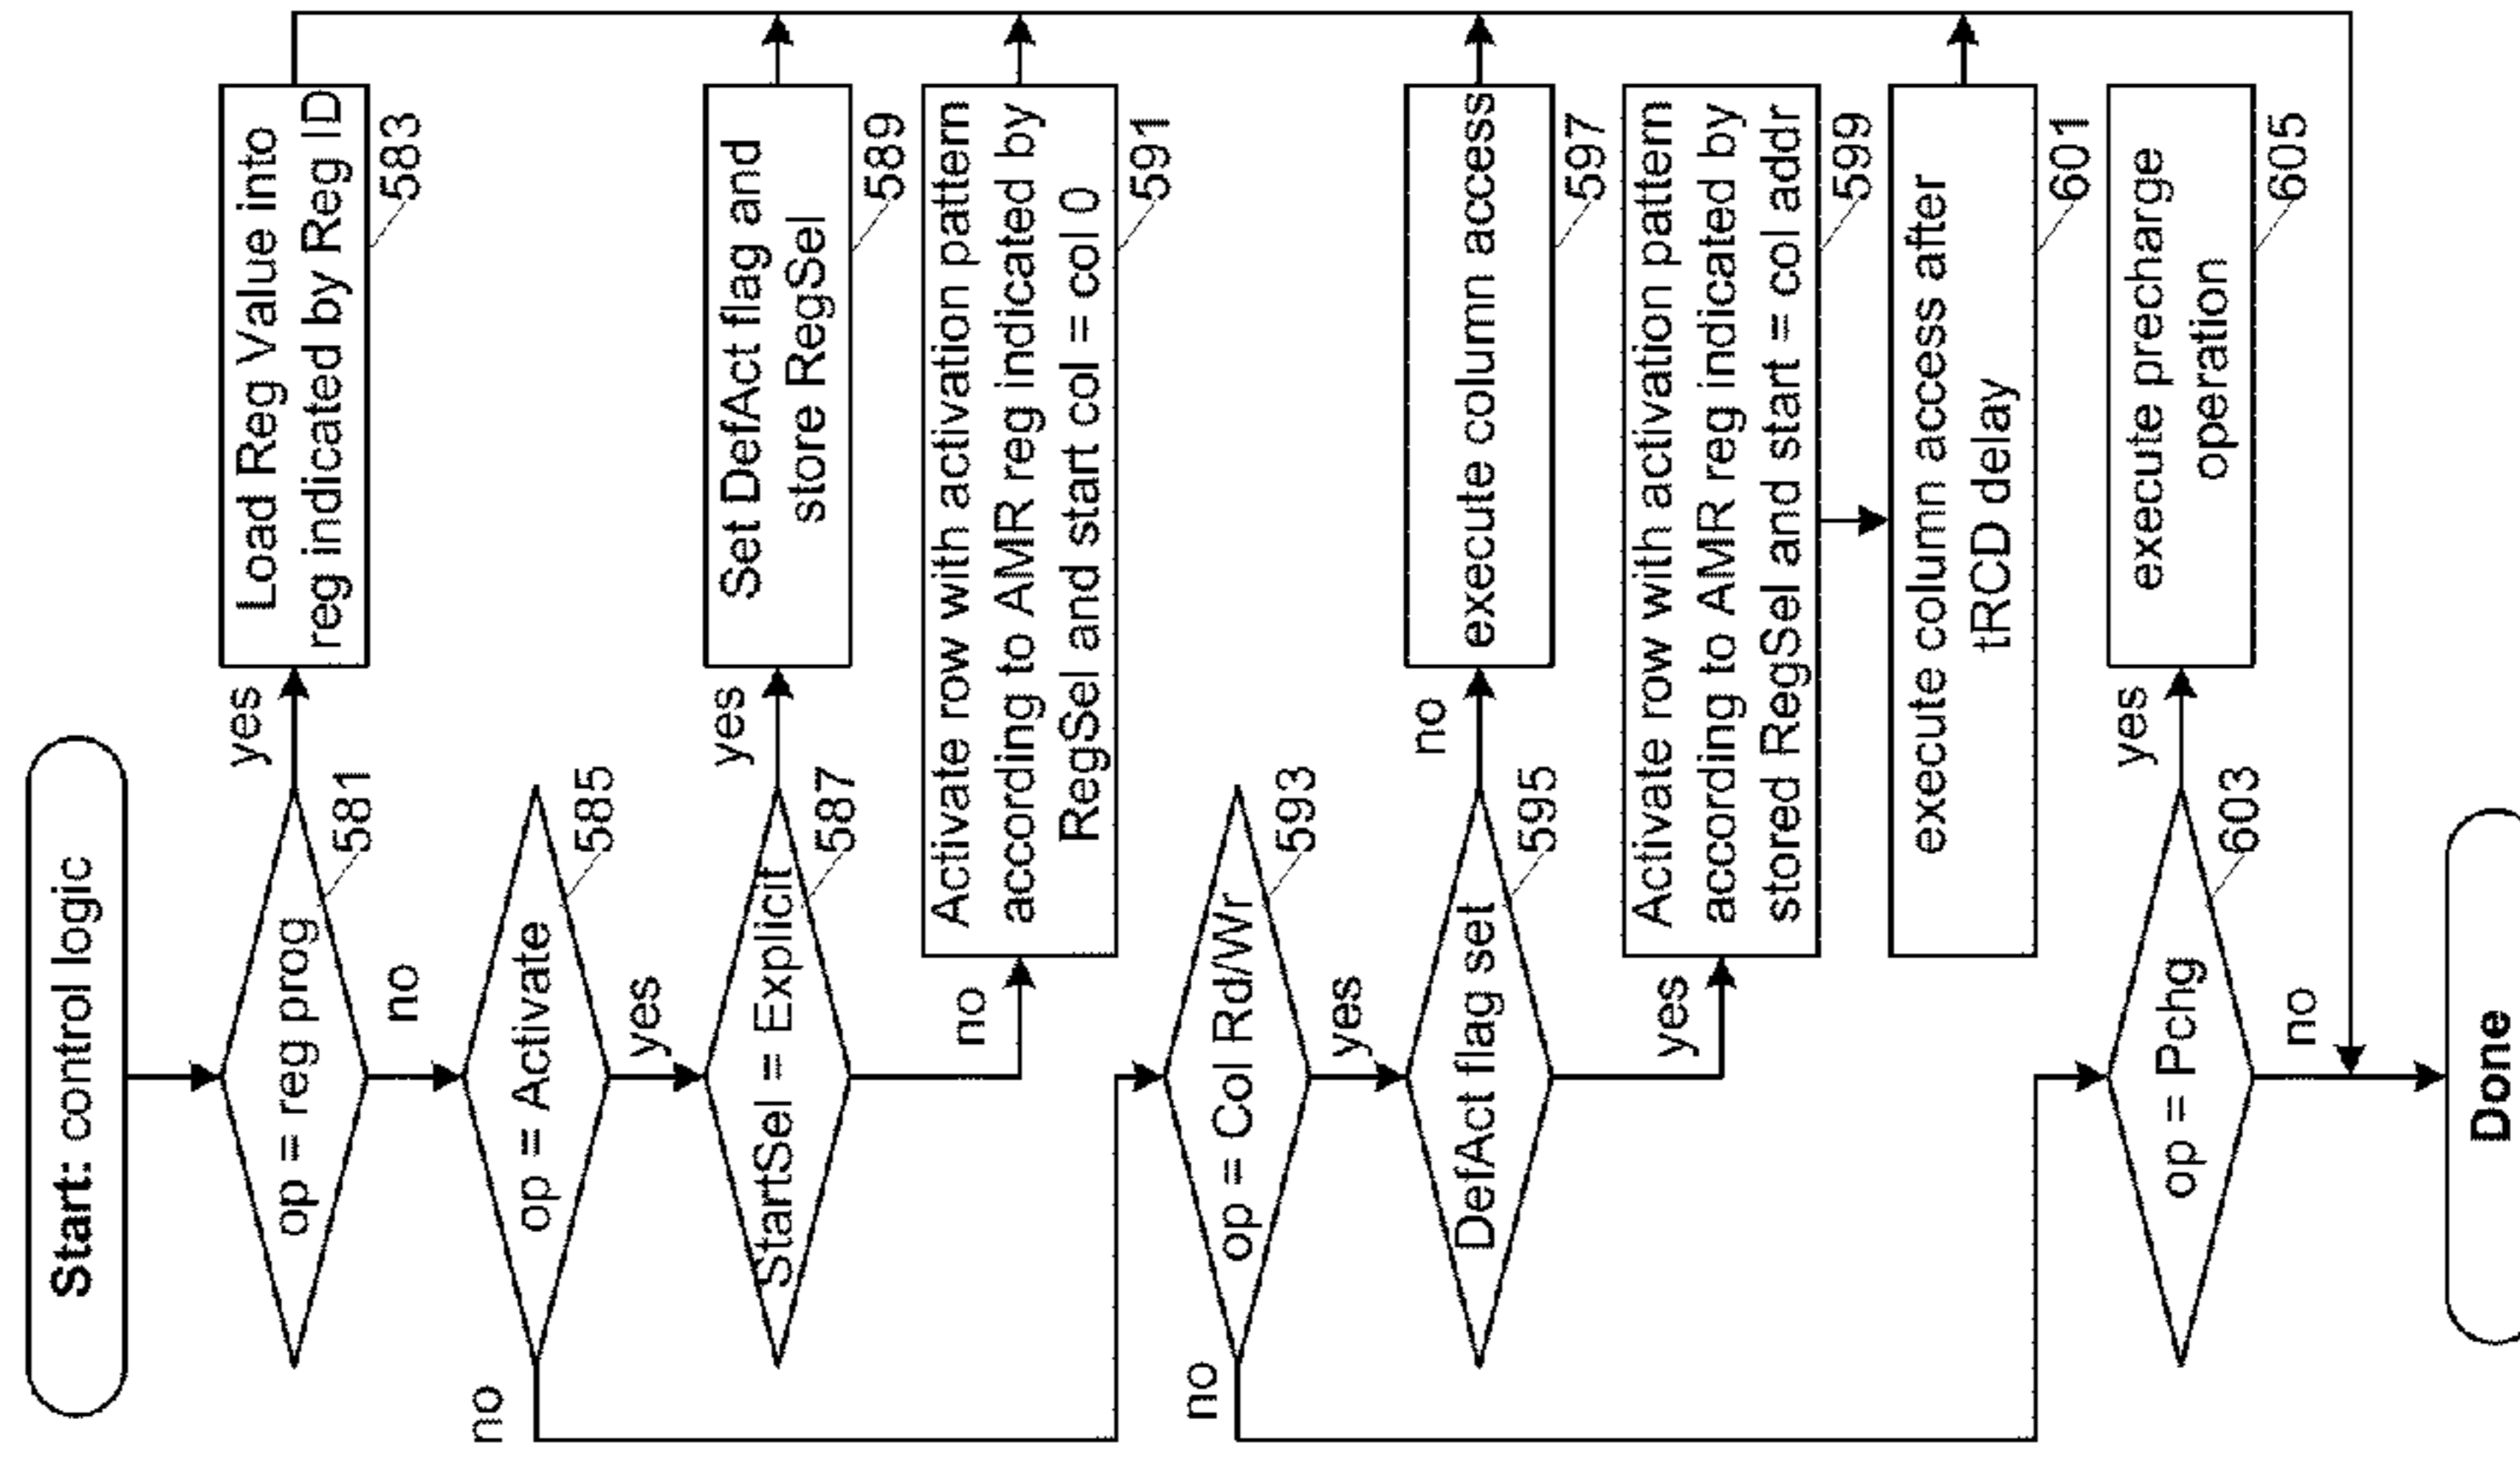 Start: control logic
op = reg prog
581
yes
Load Reg Value into
reg indicated by Reg ID
583
no
op = Activate
585
yes
no
StartSel = Explicit
587
yes
Set DefAct flag and
store RegSel
589
no
Activate row with activation pattern
according to AMR reg indicated by
RegSel and start col = col 0
591
op = Col Rd/Wr
593
yes
no
DefAct flag set
595
no
execute column access
597
yes
Activate row with activation pattern
according to AMR reg indicated by
stored RegSel and start = col addr
599
execute column access after
tRCD delay
601
op = Pchg
603
yes
execute precharge
operation
605
no
Done